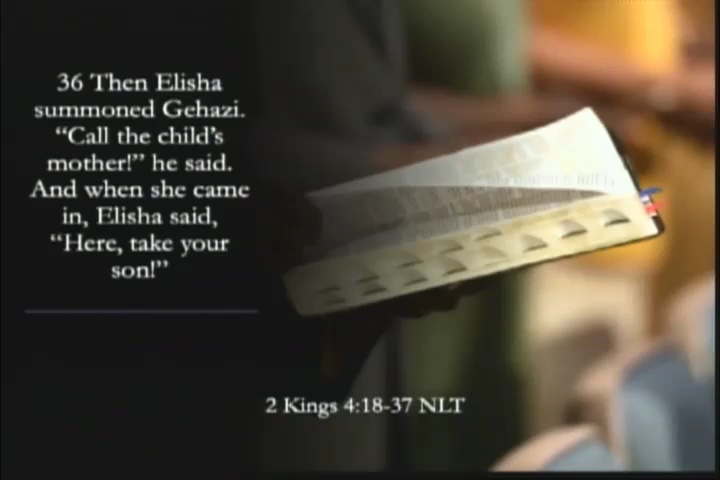 36 Then Elisha
summoned Gehazi.
“Call the child’s
mother!” he said.
And when she came
in, Elisha said,
“Here, take your
son!”
2 Kings 4:18-37 NLT